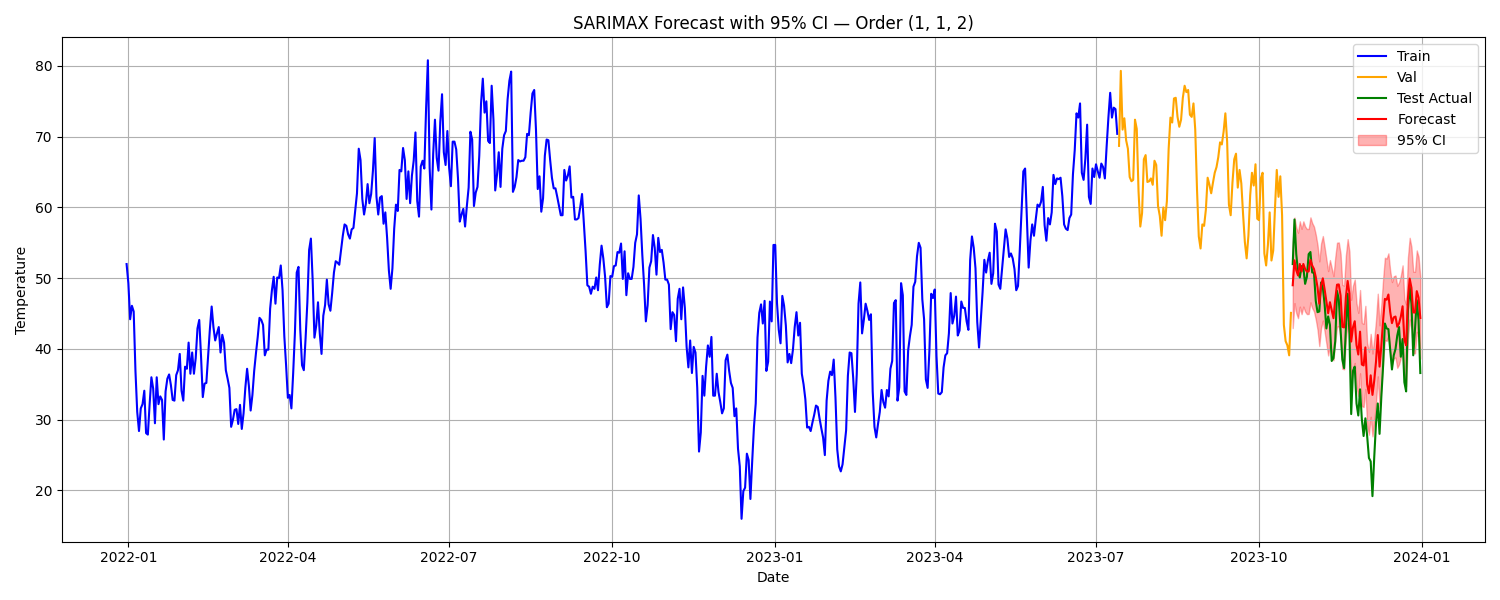 SARIMAX Forecast with 95% CI — Order (1, 1, 2)
Train
Val
Test Actual
Forecast
95% CI
Temperature
80
70
60
50
40
30
20
2022-01 2022-04 2022-07 2022-10 2023-01 2023-04 2023-07 2023-10 2024-01
Date